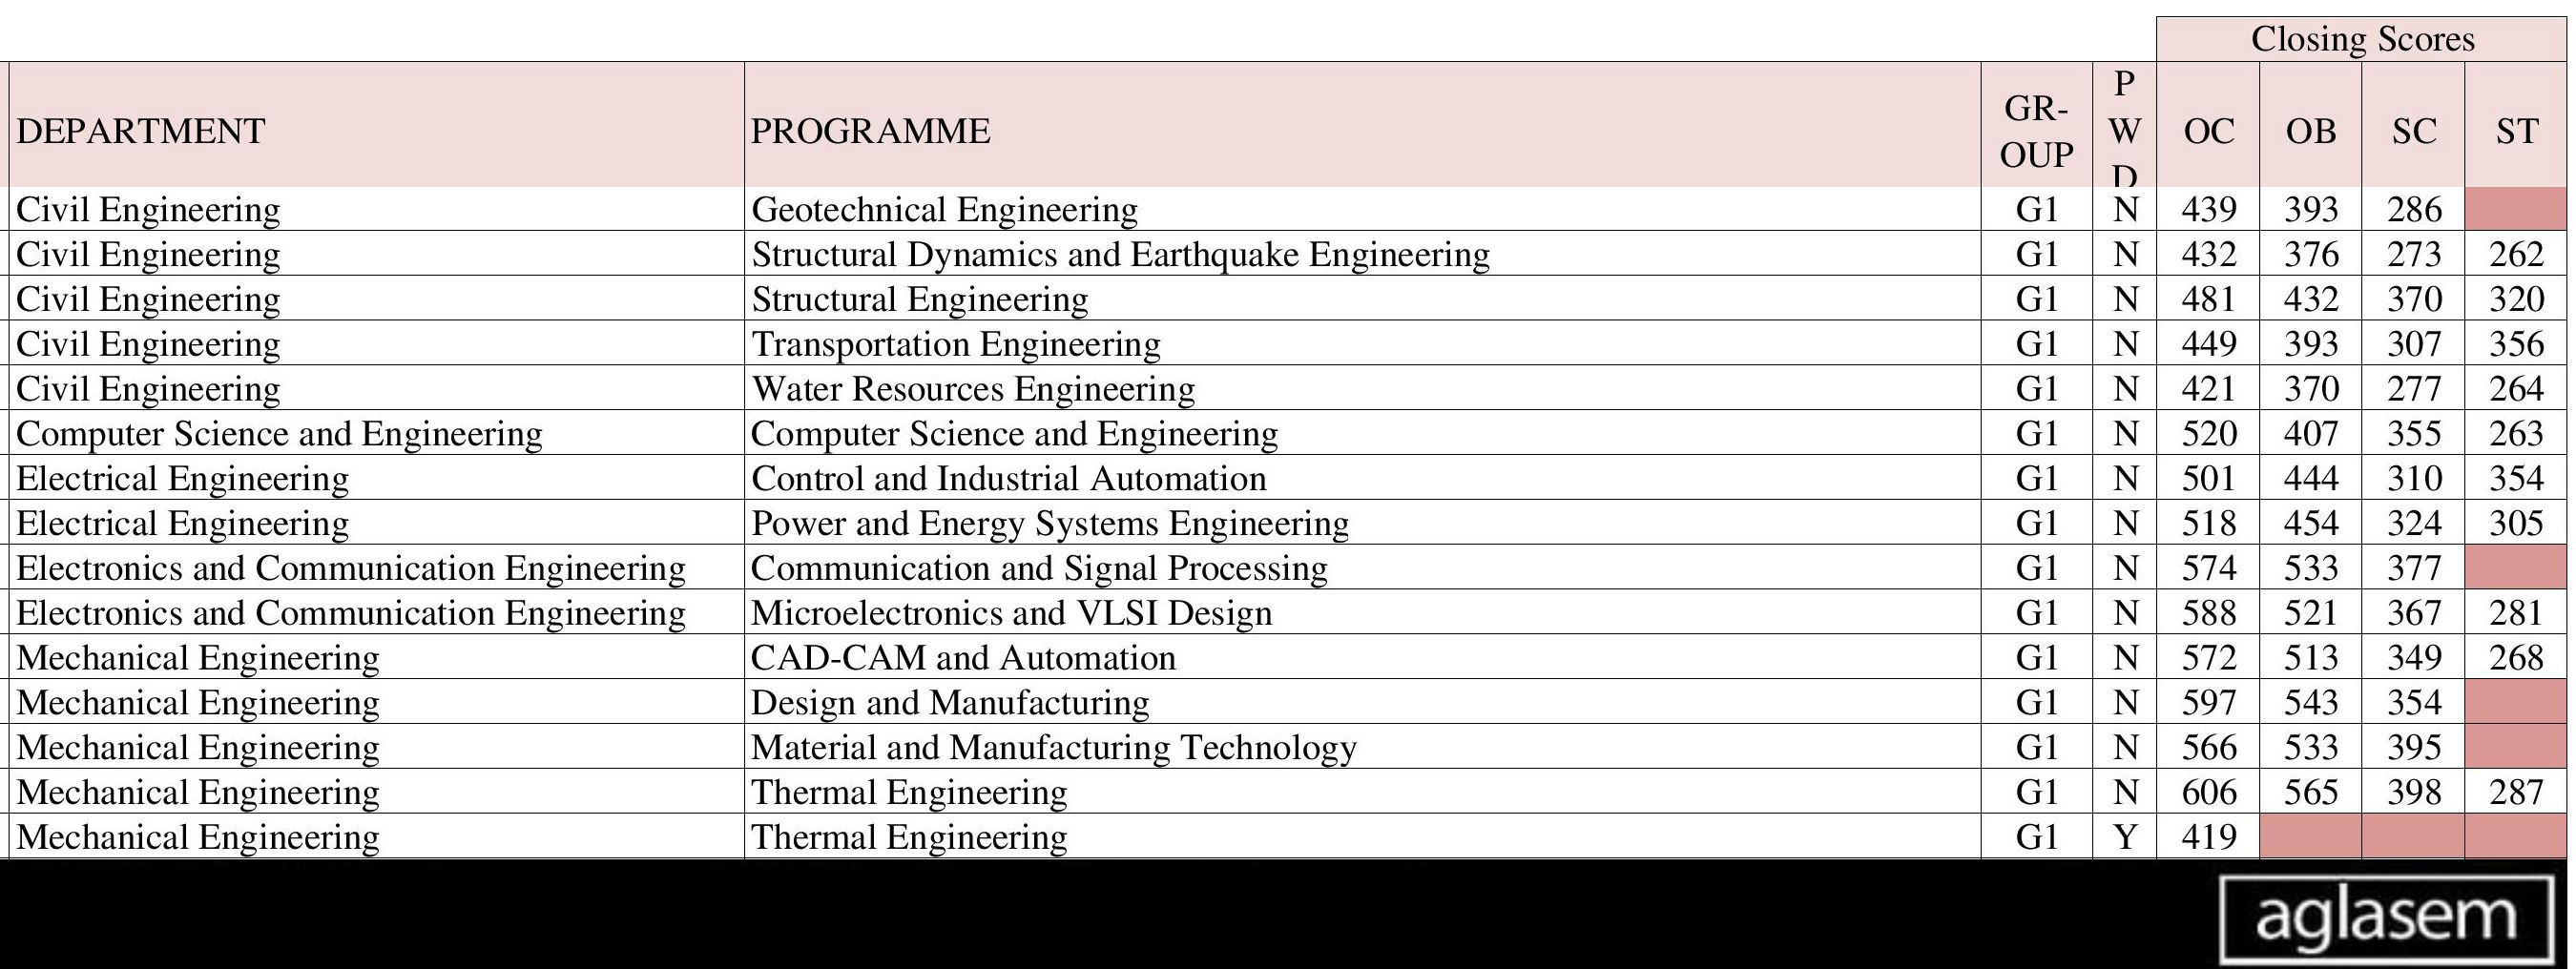 Closing Scores
DEPARTMENT PROGRAMME GR-OUP PWD OC OB SC ST
Civil Engineering Geotechnical Engineering G1 N 439 393 286
Civil Engineering Structural Dynamics and Earthquake Engineering G1 N 432 376 273 262
Civil Engineering Structural Engineering G1 N 481 432 370 320
Civil Engineering Transportation Engineering G1 N 449 393 307 356
Civil Engineering Water Resources Engineering G1 N 421 370 277 264
Computer Science and Engineering Computer Science and Engineering G1 N 520 407 355 263
Electrical Engineering Control and Industrial Automation G1 N 501 444 310 354
Electrical Engineering Power and Energy Systems Engineering G1 N 518 454 324 305
Electronics and Communication Engineering Communication and Signal Processing G1 N 574 533 377
Electronics and Communication Engineering Microelectronics and VLSI Design G1 N 588 521 367 281
Mechanical Engineering CAD-CAM and Automation G1 N 572 513 349 268
Mechanical Engineering Design and Manufacturing G1 N 597 543 354
Mechanical Engineering Material and Manufacturing Technology G1 N 566 533 395
Mechanical Engineering Thermal Engineering G1 N 606 565 398 287
Mechanical Engineering Thermal Engineering G1 Y 419
aglasem